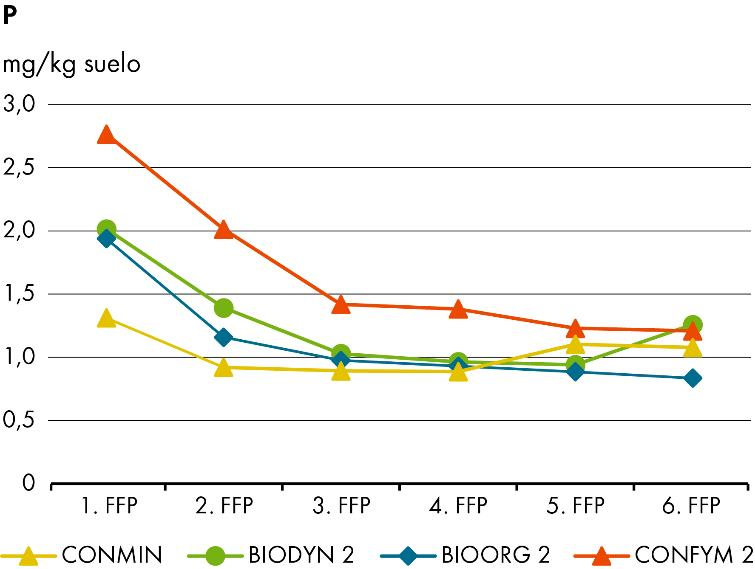 P
mg/kg suelo
3,0
2,5
2,0
1,5
1,0
0,5
0
1. FFP 2. FFP 3. FFP 4. FFP 5. FFP 6. FFP
CONMIN BIODYN 2 BIOORG 2 CONFYM 2